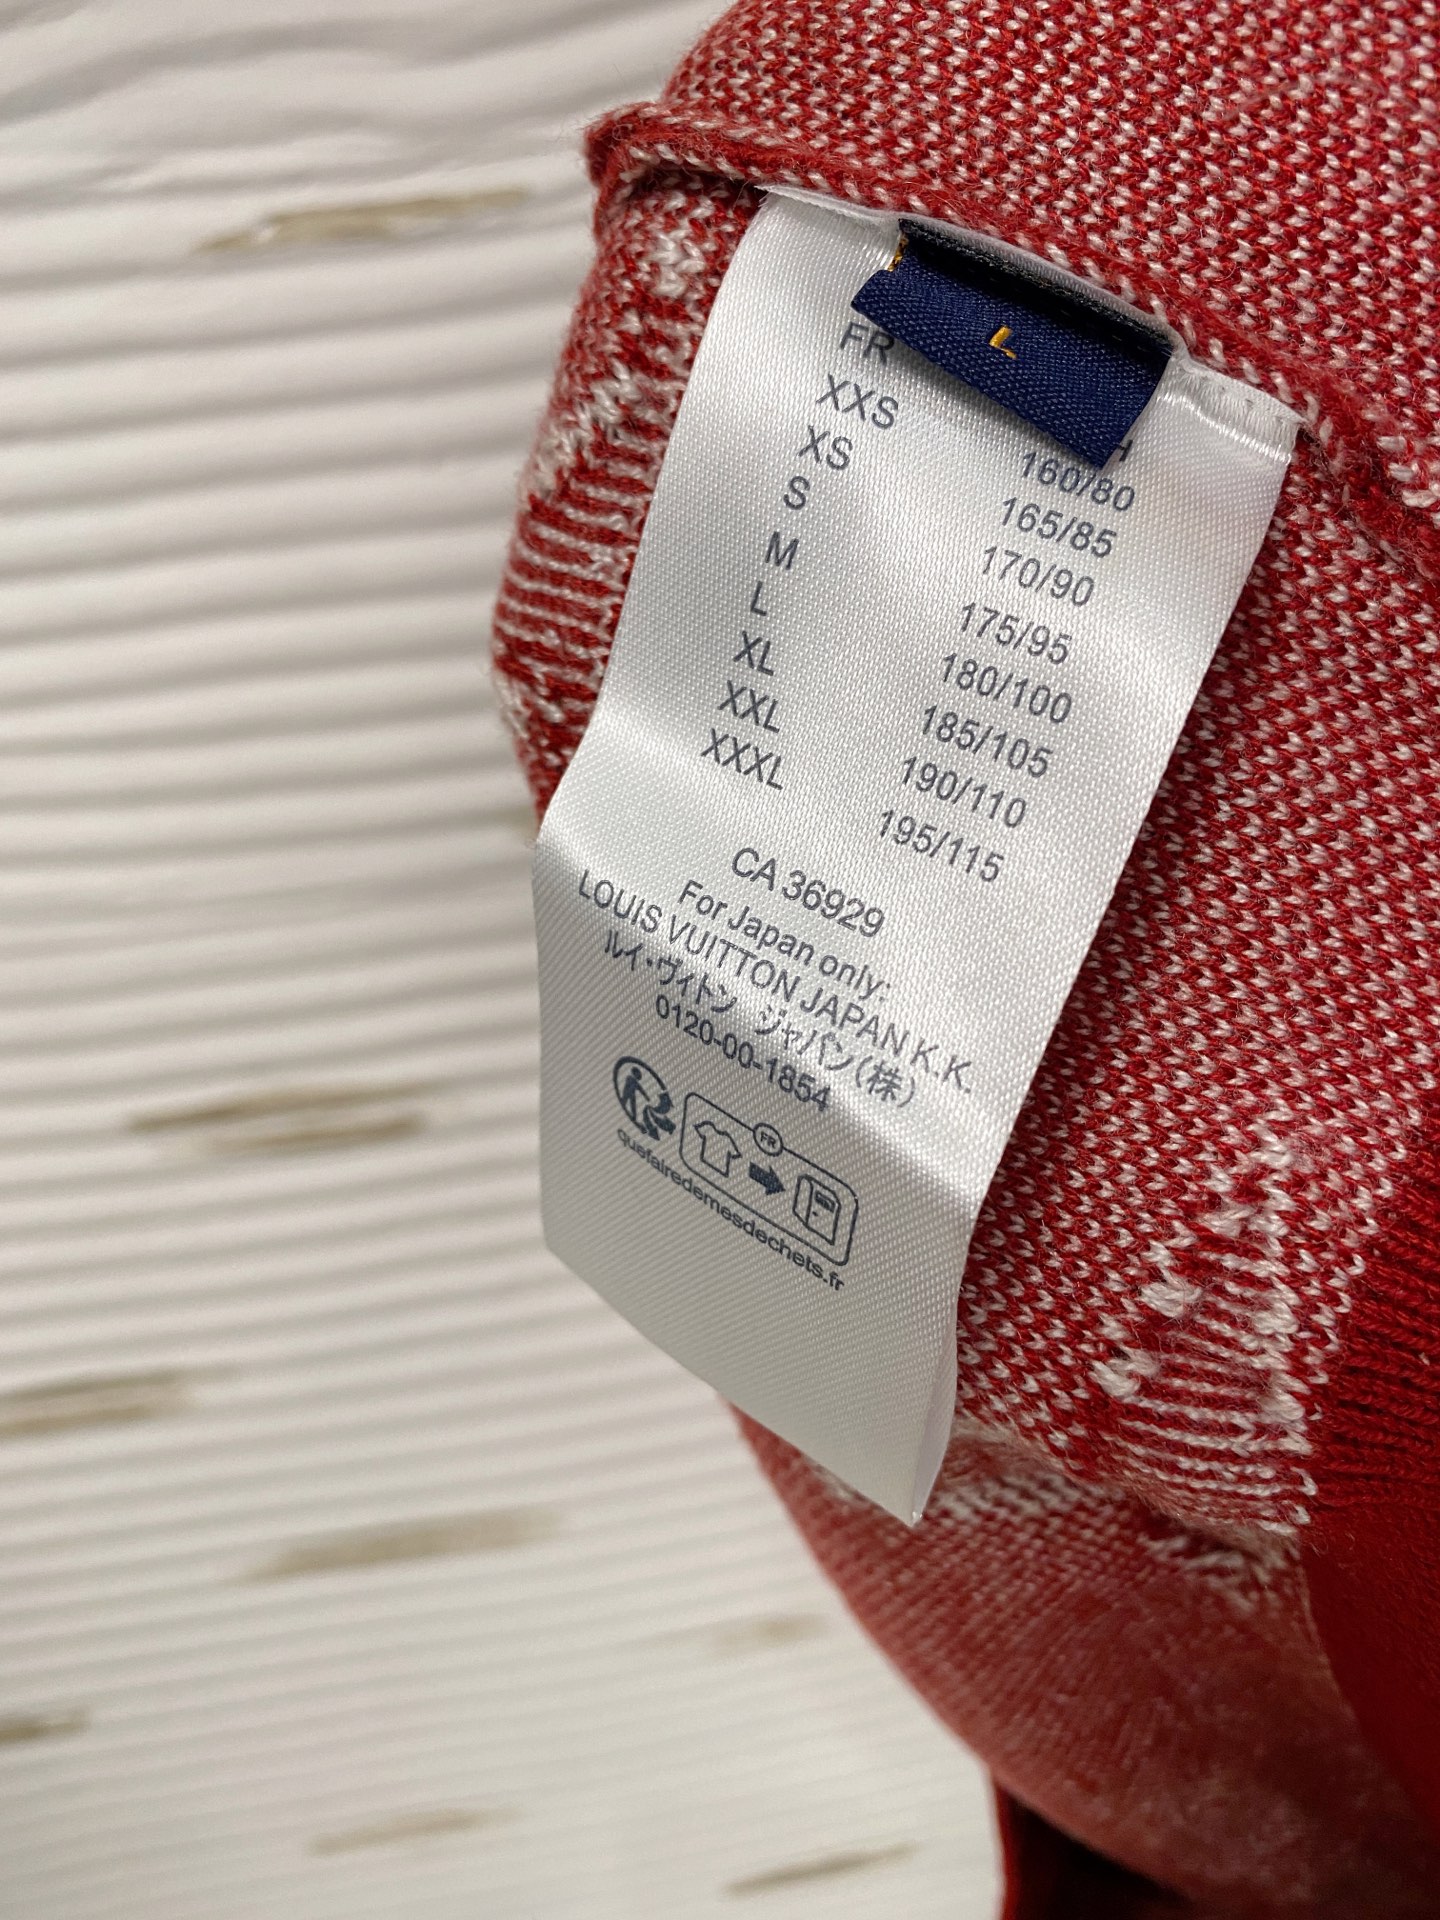 L
FR
XXS 160/80
XS 165/85
S 170/90
M 175/95
L 180/100
XL 185/105
XXL 190/110
XXXL 195/115
CA 36929
For Japan only:
LOUIS VUITTON JAPAN K.K.
ルイ・ヴィトン ジャパン(株)
0120-00-1854
FR
quefairedemesdechets.fr